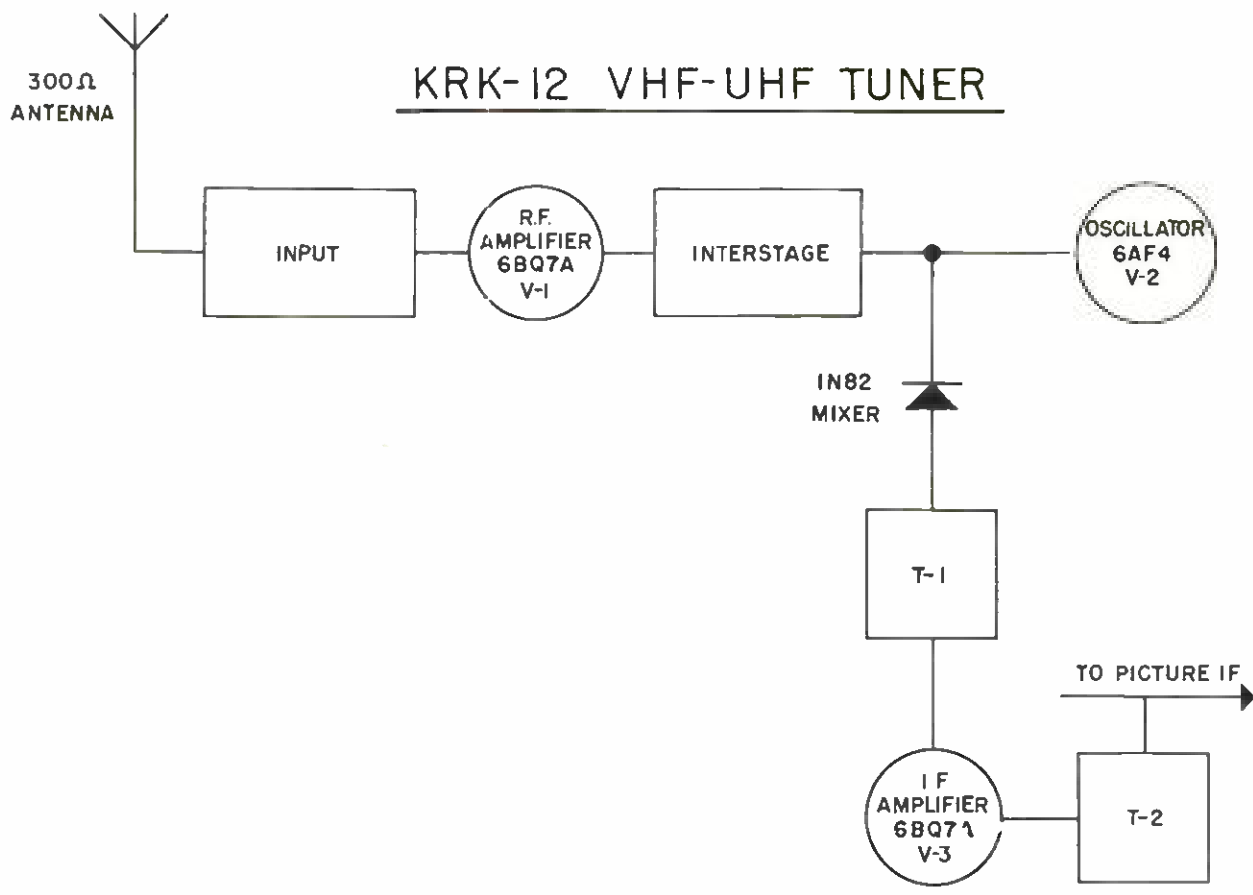 KRK-12 VHF-UHF TUNER
300Ω
ANTENNA
INPUT
R.F.
AMPLIFIER
6BQ7A
V-1
INTERSTAGE
OSCILLATOR
6AF4
V-2
1N82
MIXER
T-1
TO PICTURE IF
I F
AMPLIFIER
6BQ7A
V-3
T-2